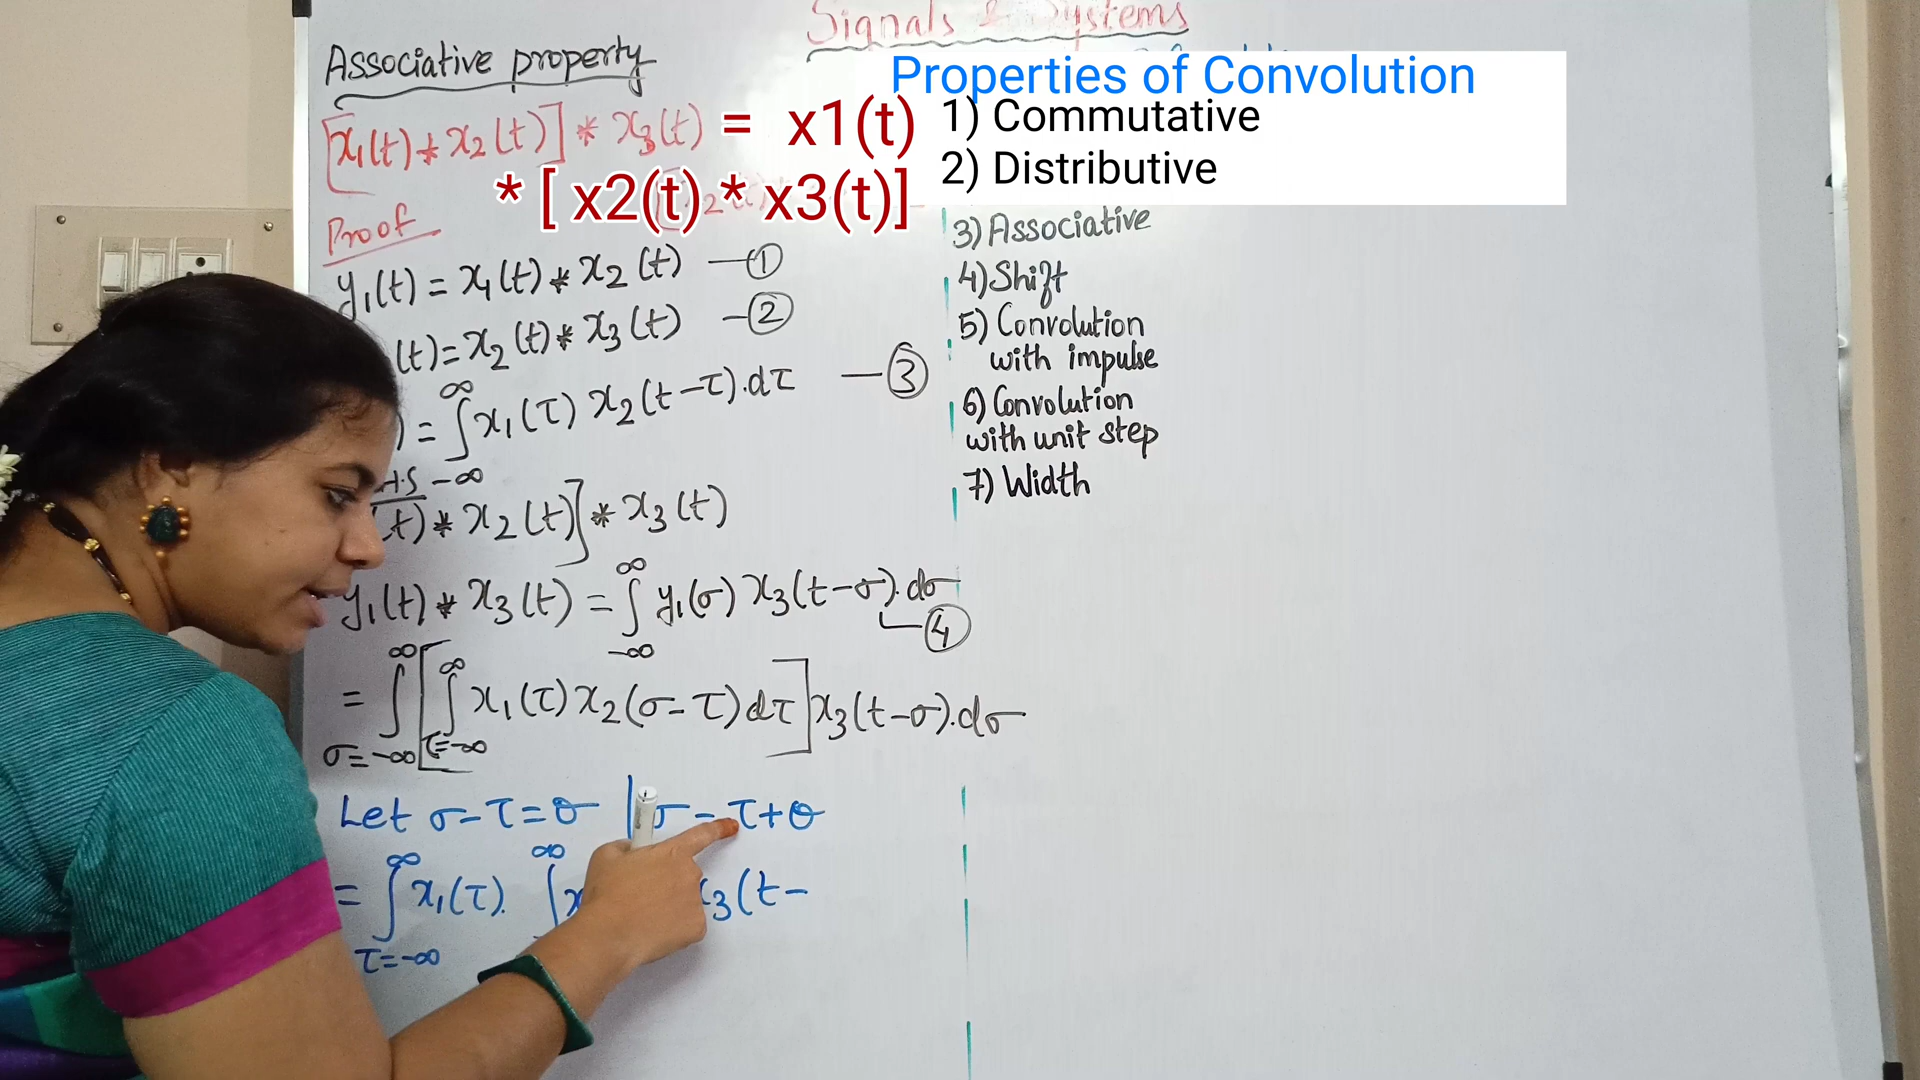 Signals & Systems
Associative property
Properties of Convolution
[x₁(t) * x₂(t)] * x₃(t) = x1(t)
* [ x2(t) * x3(t)]
1) Commutative
2) Distributive
3) Associative
4) Shift
5) Convolution
with impulse
6) Convolution
with unit step
7) Width
Proof
y₁(t) = x₁(t) * x₂(t) — ①
(t) = x₂(t) * x₃(t) — ②
) = ∫_{-∞}^{∞} x₁(τ) x₂(t-τ).dτ — ③
H.S
(t) * x₂(t)] * x₃(t)
y₁(t) * x₃(t) = ∫_{-∞}^{∞} y₁(σ) x₃(t-σ).dσ
④
= ∫_{σ=-∞}^{∞} [∫_{τ=-∞}^{∞} x₁(τ) x₂(σ-τ) dτ] x₃(t-σ).dσ
Let σ-τ=θ | σ = τ+θ
= ∫_{τ=-∞}^{∞} x₁(τ). ∫^{∞} x x₃(t-